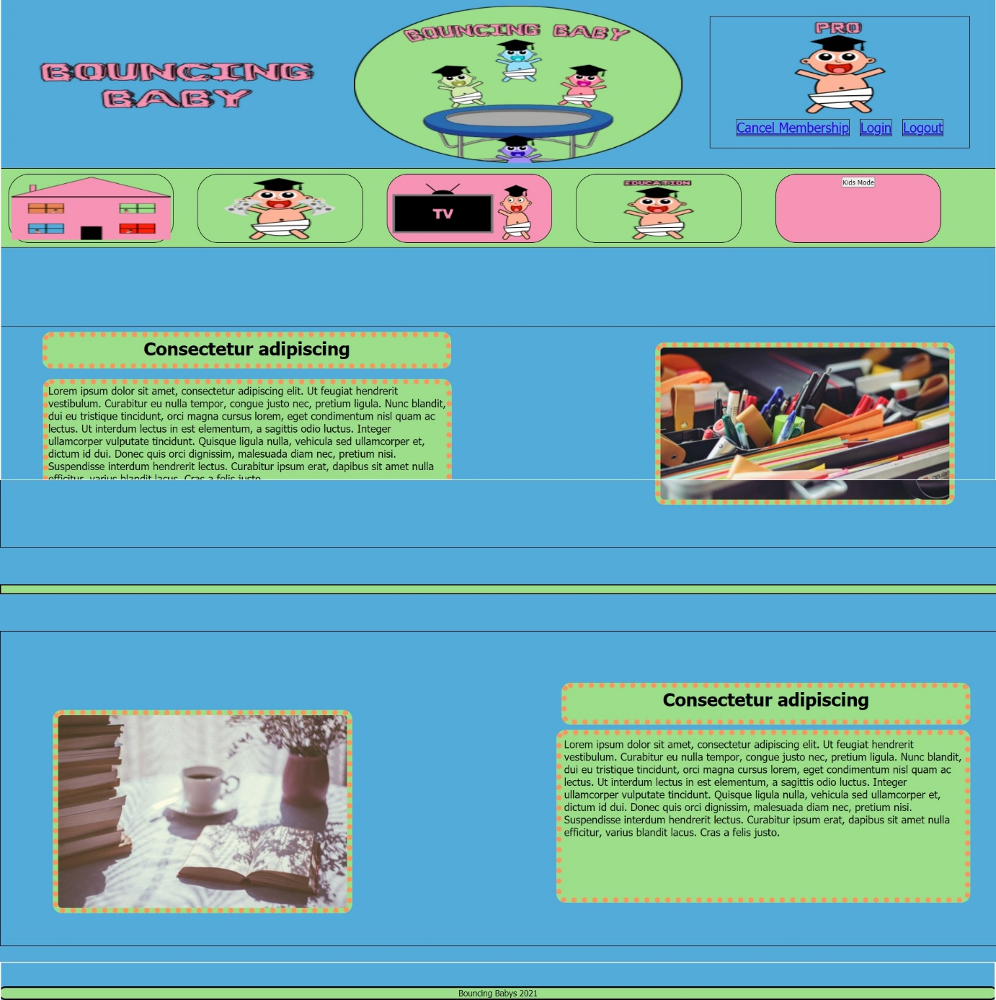 BOUNCING
BABY
BOUNCING BABY
PRO
Cancel Membership Login Logout
TV
EDUCATION
Kids Mode
Consectetur adipiscing
Lorem ipsum dolor sit amet, consectetur adipiscing elit. Ut feugiat hendrerit
vestibulum. Curabitur eu nulla tempor, congue justo nec, pretium ligula. Nunc blandit,
dui eu tristique tincidunt, orci magna cursus lorem, eget condimentum nisl quam ac
lectus. Ut interdum lectus in est elementum, a sagittis odio luctus. Integer
ullamcorper vulputate tincidunt. Quisque ligula nulla, vehicula sed ullamcorper et,
dictum id dui. Donec quis orci dignissim, malesuada diam nec, pretium nisi.
Suspendisse interdum hendrerit lectus. Curabitur ipsum erat, dapibus sit amet nulla
efficitur, varius blandit lacus. Cras a felis justo.
Consectetur adipiscing
Lorem ipsum dolor sit amet, consectetur adipiscing elit. Ut feugiat hendrerit
vestibulum. Curabitur eu nulla tempor, congue justo nec, pretium ligula. Nunc blandit,
dui eu tristique tincidunt, orci magna cursus lorem, eget condimentum nisl quam ac
lectus. Ut interdum lectus in est elementum, a sagittis odio luctus. Integer
ullamcorper vulputate tincidunt. Quisque ligula nulla, vehicula sed ullamcorper et,
dictum id dui. Donec quis orci dignissim, malesuada diam nec, pretium nisi.
Suspendisse interdum hendrerit lectus. Curabitur ipsum erat, dapibus sit amet nulla
efficitur, varius blandit lacus. Cras a felis justo.
Bouncing Babys 2021